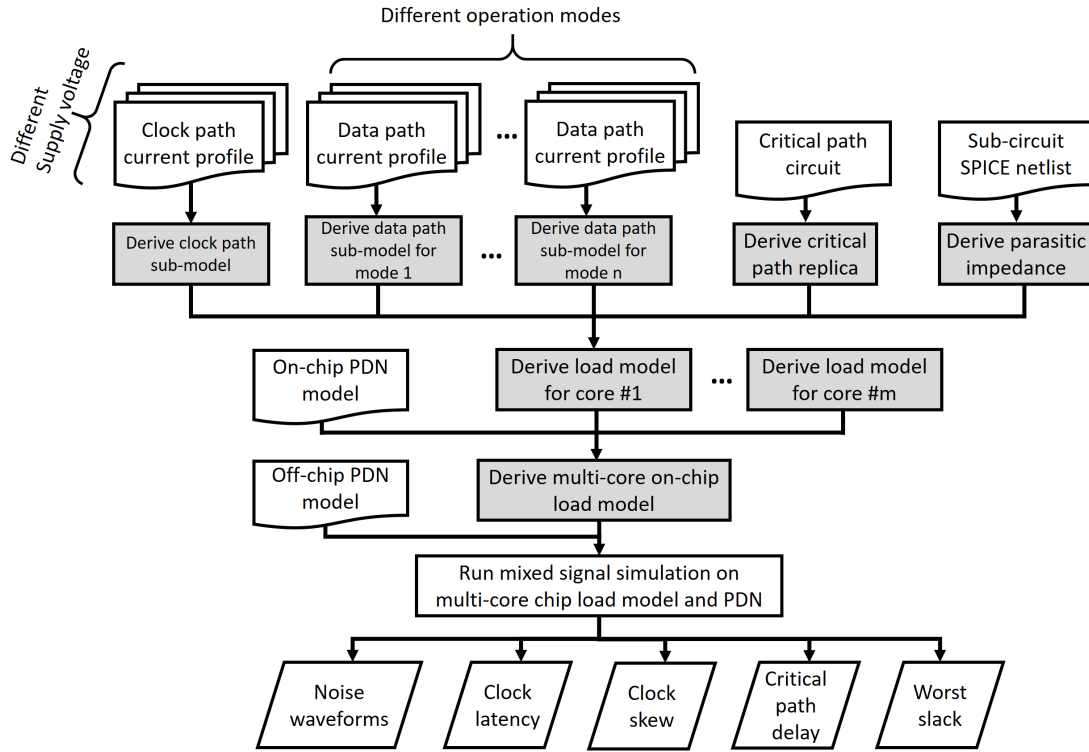 Different operation modes
Different
Supply voltage
Clock path
current profile
Data path
current profile
...
Data path
current profile
Critical path
circuit
Sub-circuit
SPICE netlist
Derive clock path
sub-model
Derive data path
sub-model for
mode 1
...
Derive data path
sub-model for
mode n
Derive critical
path replica
Derive parasitic
impedance
On-chip PDN
model
Derive load model
for core #1
...
Derive load model
for core #m
Off-chip PDN
model
Derive multi-core on-chip
load model
Run mixed signal simulation on
multi-core chip load model and PDN
Noise
waveforms
Clock
latency
Clock
skew
Critical
path
delay
Worst
slack